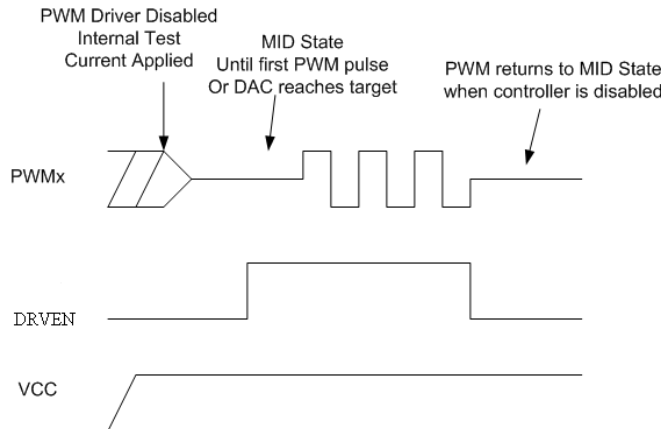 PWM Driver Disabled
Internal Test
Current Applied
MID State
Until first PWM pulse
Or DAC reaches target
PWM returns to MID State
when controller is disabled
PWMx
DRVEN
VCC